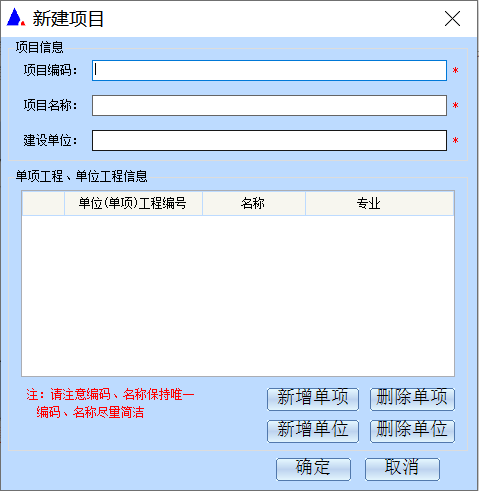 新建项目
项目信息
项目编码： *
项目名称： *
建设单位： *
单项工程、单位工程信息
单位(单项)工程编号 名称 专业
注：请注意编码、名称保持唯一
编码、名称尽量简洁
新增单项 删除单项
新增单位 删除单位
确定 取消